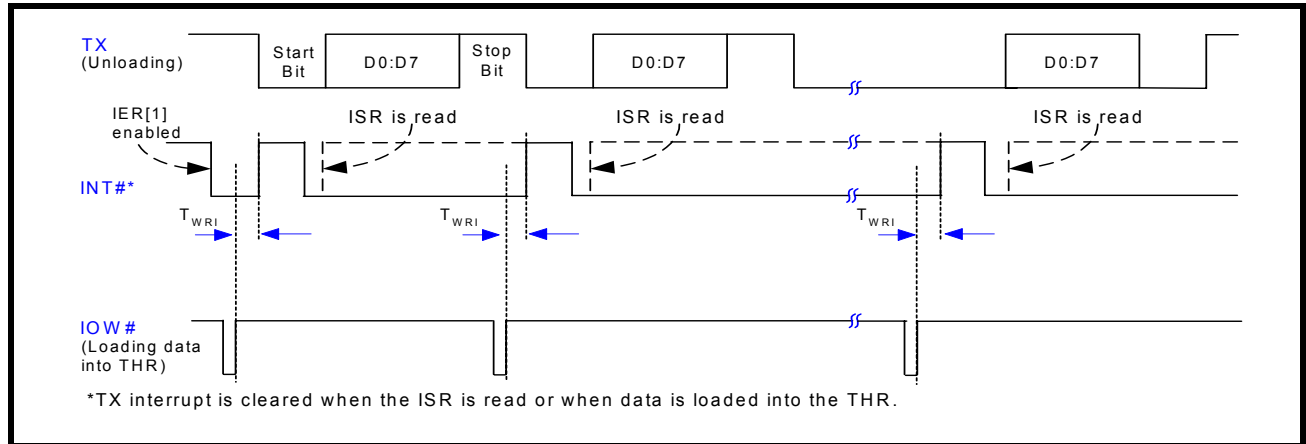 TX
(Unloading)
Start
Bit
D0:D7
Stop
Bit
D0:D7
D0:D7
IER[1]
enabled
ISR is read
ISR is read
ISR is read
INT#*
TWRI
TWRI
TWRI
IOW#
(Loading data
into THR)
*TX interrupt is cleared when the ISR is read or when data is loaded into the THR.